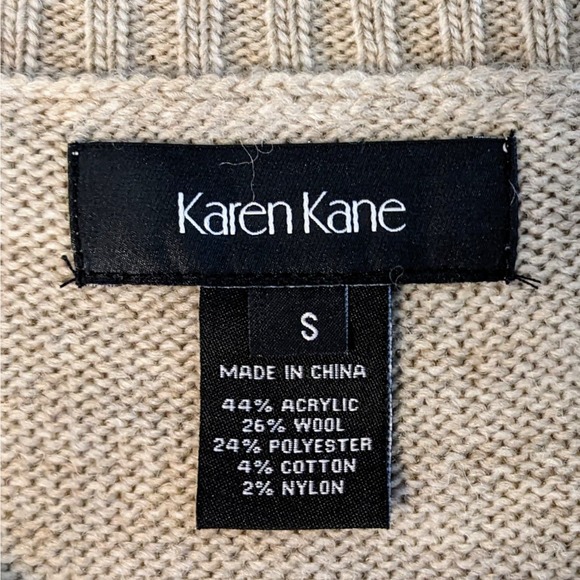 Karen Kane
S
MADE IN CHINA
44% ACRYLIC
26% WOOL
24% POLYESTER
4% COTTON
2% NYLON